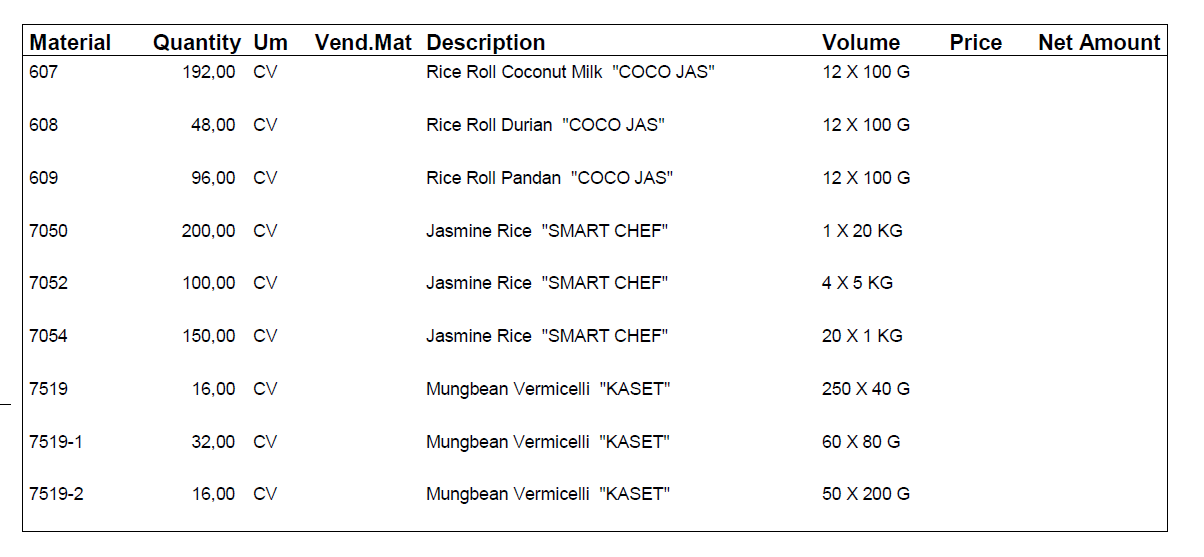 Material Quantity Um Vend.Mat Description Volume Price Net Amount
607 192,00 CV Rice Roll Coconut Milk "COCO JAS" 12 X 100 G
608 48,00 CV Rice Roll Durian "COCO JAS" 12 X 100 G
609 96,00 CV Rice Roll Pandan "COCO JAS" 12 X 100 G
7050 200,00 CV Jasmine Rice "SMART CHEF" 1 X 20 KG
7052 100,00 CV Jasmine Rice "SMART CHEF" 4 X 5 KG
7054 150,00 CV Jasmine Rice "SMART CHEF" 20 X 1 KG
7519 16,00 CV Mungbean Vermicelli "KASET" 250 X 40 G
7519-1 32,00 CV Mungbean Vermicelli "KASET" 60 X 80 G
7519-2 16,00 CV Mungbean Vermicelli "KASET" 50 X 200 G